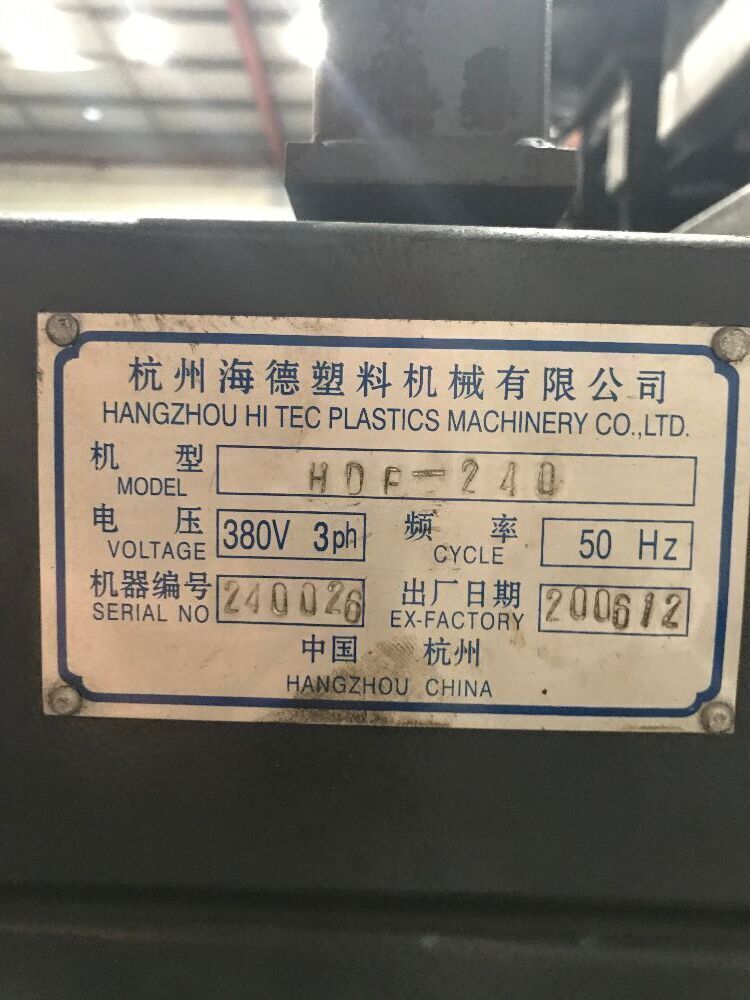 杭州海德塑料机械有限公司
HANGZHOU HI TEC PLASTICS MACHINERY CO.,LTD.
机型 HDF-240
MODEL
电压 380V 3ph 频率 50 Hz
VOLTAGE CYCLE
机器编号 240026 出厂日期 200612
SERIAL NO EX-FACTORY
中国 杭州
HANGZHOU CHINA